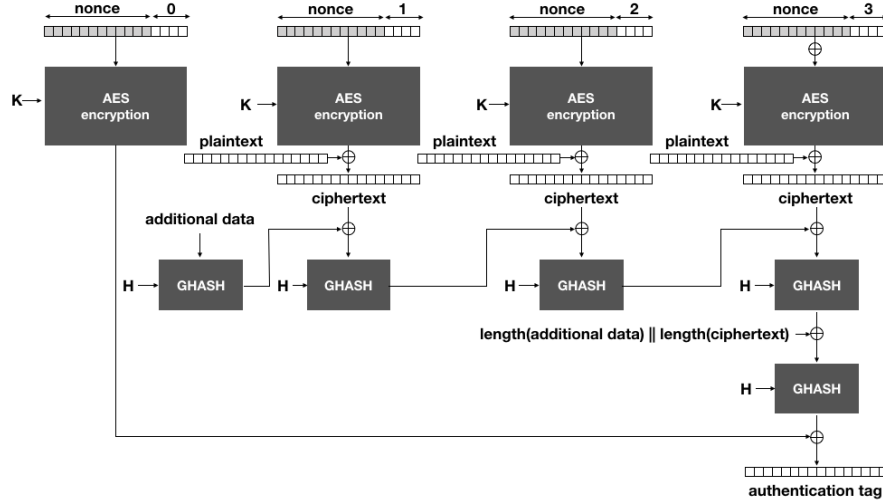 nonce 0 nonce 1 nonce 2 nonce 3
K AES encryption K AES encryption K AES encryption K AES encryption
plaintext plaintext plaintext
ciphertext ciphertext ciphertext
additional data
H GHASH H GHASH H GHASH H GHASH
length(additional data) || length(ciphertext)
H GHASH
authentication tag